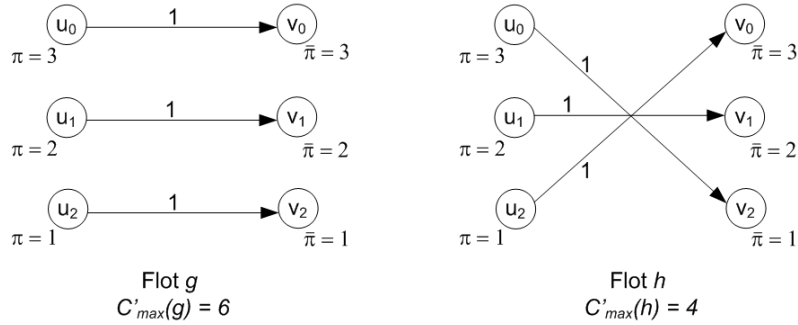 u₀ 1 v₀
π = 3 π̄ = 3
u₁ 1 v₁
π = 2 π̄ = 2
u₂ 1 v₂
π = 1 π̄ = 1
Flot g
C'max(g) = 6
u₀ v₀
π = 3 1 π̄ = 3
u₁ 1 v₁
π = 2 π̄ = 2
1
u₂ v₂
π = 1 π̄ = 1
Flot h
C'max(h) = 4